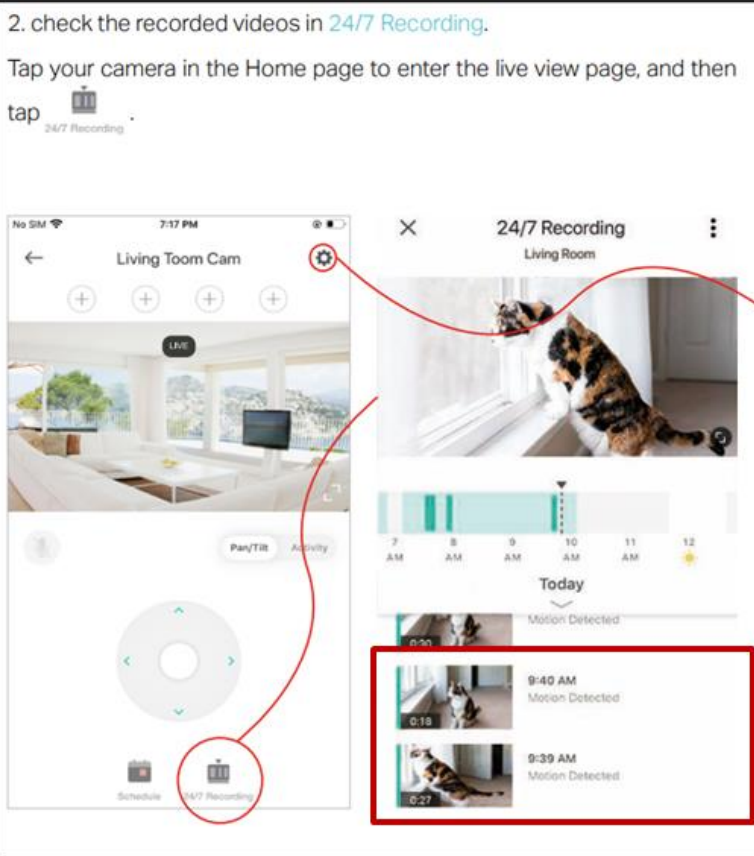 2. check the recorded videos in 24/7 Recording.
Tap your camera in the Home page to enter the live view page, and then
tap 24/7 Recording .
No SIM 7:17 PM
Living Toom Cam
LIVE
Pan/Tilt Activity
Schedule 24/7 Recording
24/7 Recording
Living Room
7 8 9 10 11 12
AM AM AM AM AM
Today
0:30 Motion Detected
9:40 AM
Motion Detected
0:18
9:39 AM
Motion Detected
0:27